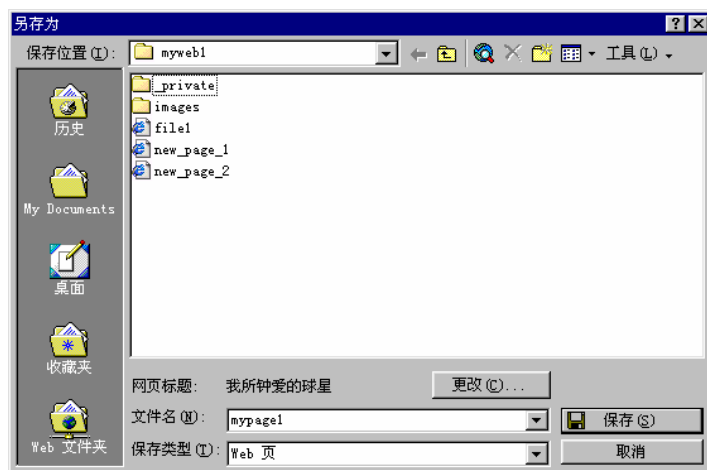 另存为
保存位置(I): myweb1 工具(L)
历史
My Documents
桌面
收藏夹
Web 文件夹
_private
images
file1
new_page_1
new_page_2
网页标题: 我所钟爱的球星 更改(C)...
文件名(N): mypage1 保存(S)
保存类型(T): Web 页 取消